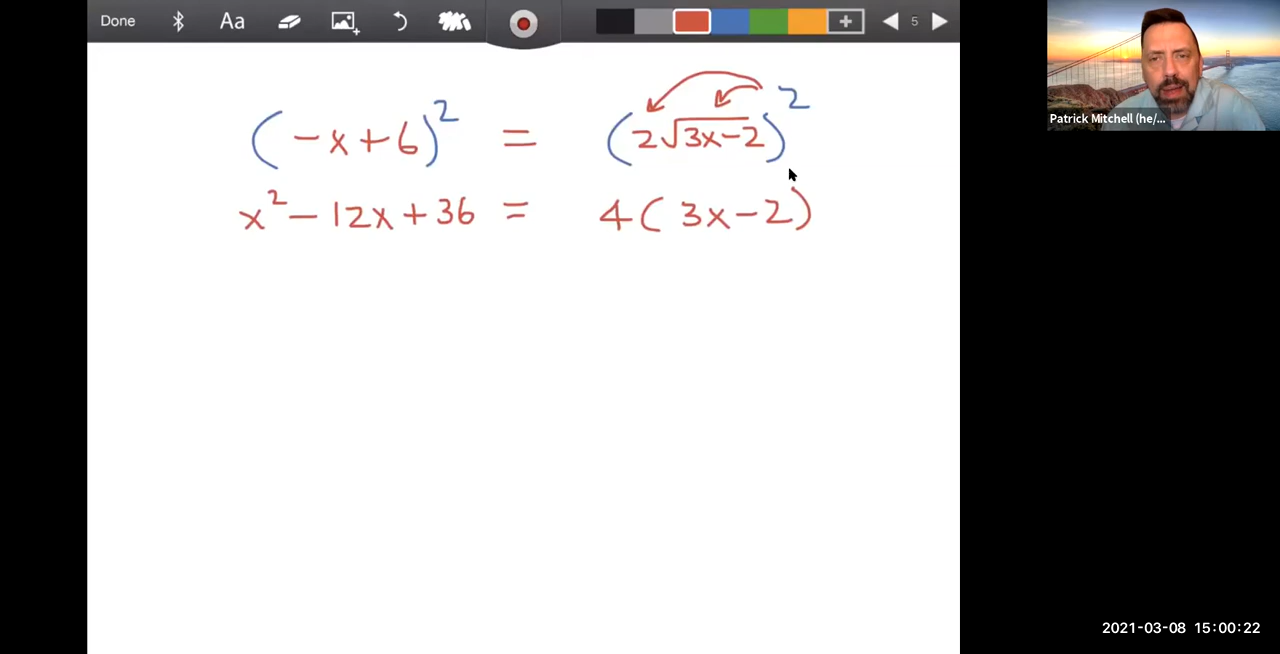 Done Aa 5
(-x+6)² = (2√3x-2)²
x²-12x+36 = 4(3x-2)
Patrick Mitchell (he/...
2021-03-08 15:00:22